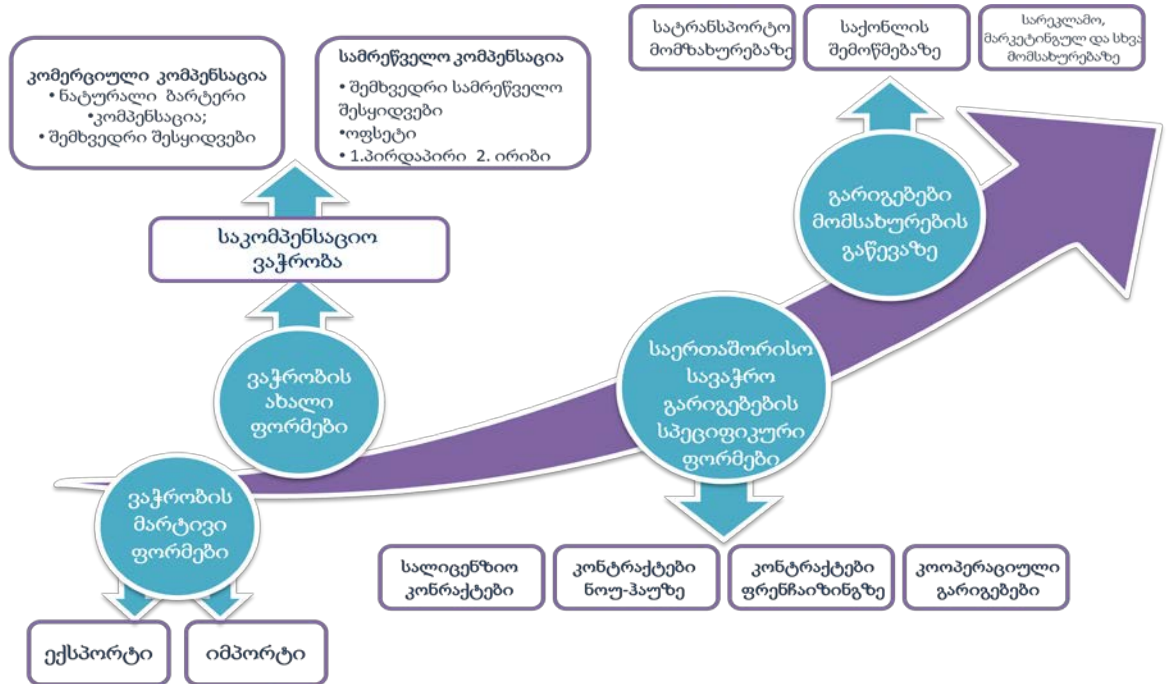 კომერციული კომპენსაცია
• ნატურალი ბარტერი
•კომპენსაცია;
• შემხვედრი შესყიდვები
სამრეწველო კომპენსაცია
• შემხვედრი სამრეწველო
შესყიდვები
•ოფსეტი
• 1.პირდაპირი 2. ირიბი
სატრანსპორტო
მომზახურებაზე
საქონლის
შემოწმებაზე
სარეკლამო,
მარკეტინგულ და სხვა
მომსახურებაზე
საკომპენსაციო
ვაჭრობა
გარიგებები
მომსახურების
გაწევაზე
ვაჭრობის
ახალი
ფორმები
საერთაშორისო
სავაჭრო
გარიგებების
სპეციფიკური
ფორმები
ვაჭრობის
მარტივი
ფორმები
სალიცენზიო
კონრაქტები
კონტრაქტები
ნოუ-ჰაუზე
კონტრაქტები
ფრენჩაიზინგზე
კოოპერაციული
გარიგებები
ექსპორტი
იმპორტი